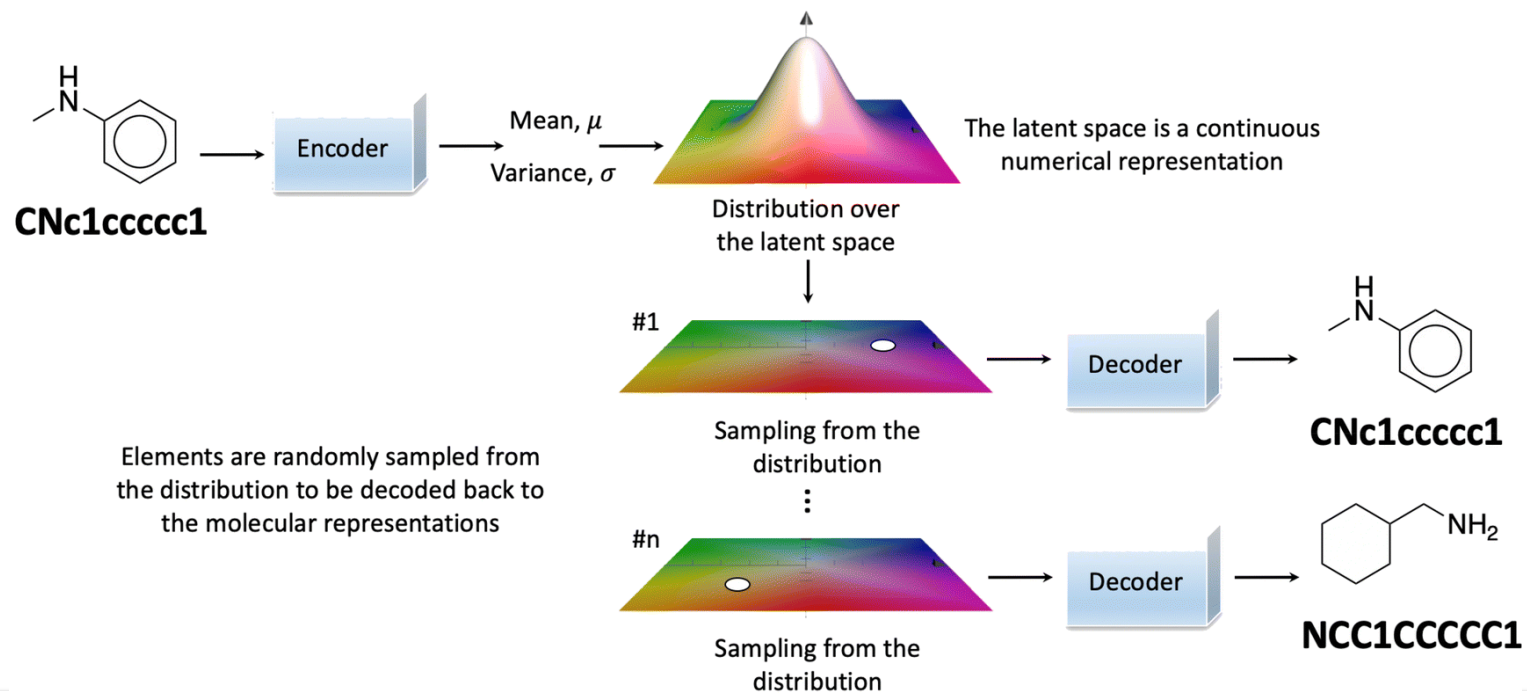 H
N
CNc1ccccc1
Encoder
Mean, μ
Variance, σ
The latent space is a continuous
numerical representation
Distribution over
the latent space
#1
Decoder
H
N
CNc1ccccc1
Sampling from the
distribution
Elements are randomly sampled from
the distribution to be decoded back to
the molecular representations
#n
Decoder
NH₂
NCC1CCCCC1
Sampling from the
distribution